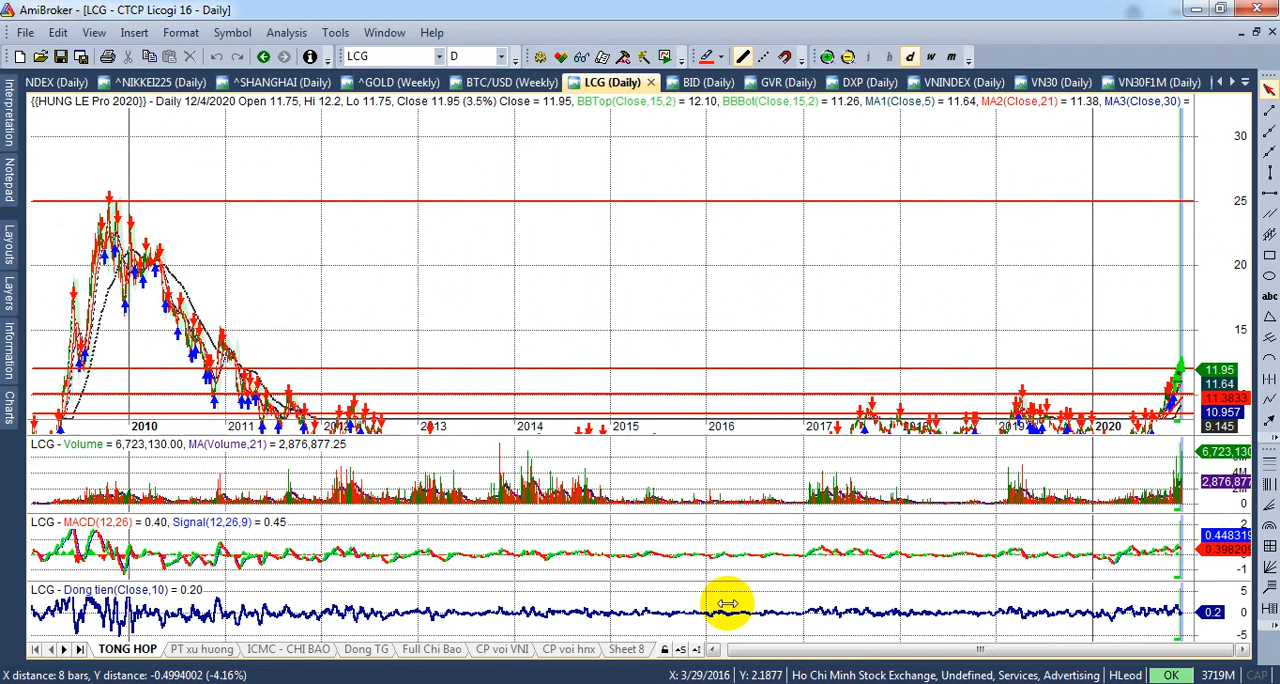 AmiBroker - [LCG - CTCP Licogi 16 - Daily]
File Edit View Insert Format Symbol Analysis Tools Window Help
LCG D i i h d w m
NDEX (Daily) ^NIKKEI225 (Daily) ^SHANGHAI (Daily) ^GOLD (Weekly) BTC/USD (Weekly) LCG (Daily) BID (Daily) GVR (Daily) DXP (Daily) VNINDEX (Daily) VN30 (Daily) VN30F1M (Daily)
{{HUNG LE Pro 2020}} - Daily 12/4/2020 Open 11.75, Hi 12.2, Lo 11.75, Close 11.95 (3.5%) Close = 11.95, BBTop(Close,15,2) = 12.10, BBBot(Close,15,2) = 11.26, MA1(Close,5) = 11.64, MA2(Close,21) = 11.38, MA3(Close,30) =
Interpretation
Notepad
Layouts
Layers
Information
Charts
abc
30
25
20
15
11.95
11.64
11.3833
10.957
9.145
2010 2011 2013 2014 2015 2016 2017 2019 2020
LCG - Volume = 6,723,130.00, MA(Volume,21) = 2,876,877.25
6,723,130
2,876,877
LCG - MACD(12,26) = 0.40, Signal(12,26,9) = 0.45
2
0.448319
0.398209
-1
LCG - Dong tien(Close,10) = 0.20
5
0
0.2
-5
TONG HOP PT xu huong ICMC - CHI BAO Dong TG Full Chi Bao CP voi VNI CP voi hnx Sheet 8
X distance: 8 bars, Y distance: -0.4994002 (-4.16%) X: 3/29/2016 Y: 2.1877 Ho Chi Minh Stock Exchange, Undefined, Services, Advertising HLeod OK 3719M CAP